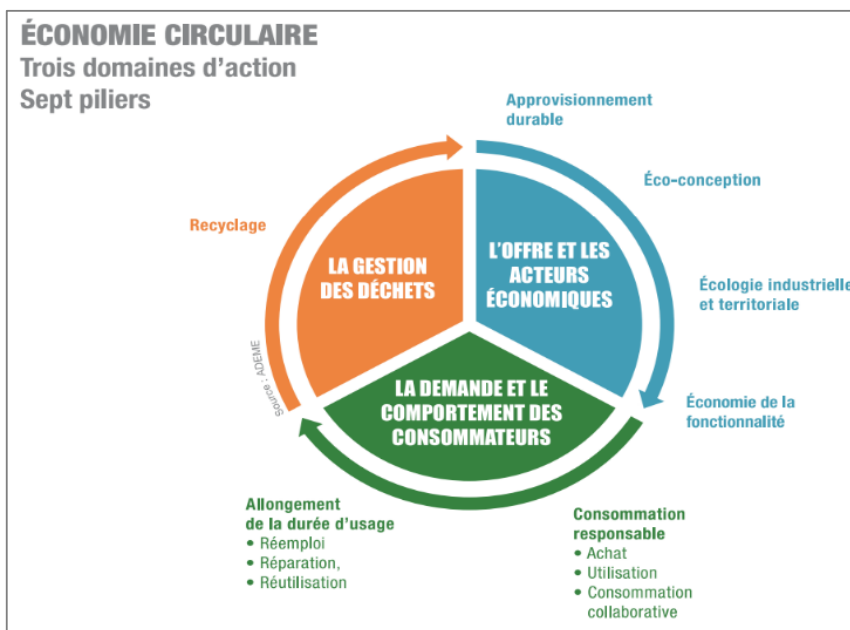 ÉCONOMIE CIRCULAIRE
Trois domaines d'action
Sept piliers
Approvisionnement
durable
Éco-conception
Recyclage
L'OFFRE ET LES
ACTEURS
ÉCONOMIQUES
LA GESTION
DES DÉCHETS
Écologie industrielle
et territoriale
Source : ADEME
LA DEMANDE ET LE
COMPORTEMENT DES
CONSOMMATEURS
Économie de la
fonctionnalité
Allongement
de la durée d'usage
• Réemploi
• Réparation,
• Réutilisation
Consommation
responsable
• Achat
• Utilisation
• Consommation
collaborative